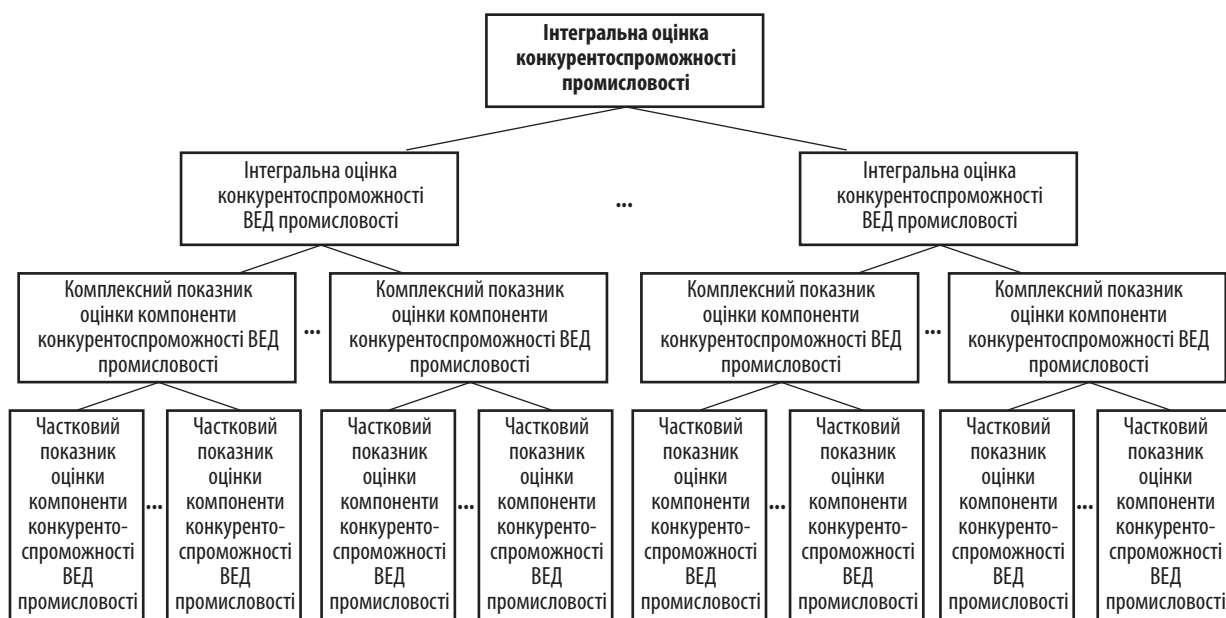 Інтегральна оцінка
конкурентоспроможності
промисловості
Інтегральна оцінка
конкурентоспроможності
ВЕД промисловості
...
Інтегральна оцінка
конкурентоспроможності
ВЕД промисловості
Комплексний показник
оцінки компоненти
конкурентоспроможності ВЕД
промисловості
...
Комплексний показник
оцінки компоненти
конкурентоспроможності ВЕД
промисловості
Комплексний показник
оцінки компоненти
конкурентоспроможності ВЕД
промисловості
...
Комплексний показник
оцінки компоненти
конкурентоспроможності ВЕД
промисловості
Частковий
показник
оцінки
компоненти
конкуренто-
спроможності
ВЕД
промисловості
...
Частковий
показник
оцінки
компоненти
конкуренто-
спроможності
ВЕД
промисловості
Частковий
показник
оцінки
компоненти
конкуренто-
спроможності
ВЕД
промисловості
...
Частковий
показник
оцінки
компоненти
конкуренто-
спроможності
ВЕД
промисловості
Частковий
показник
оцінки
компоненти
конкуренто-
спроможності
ВЕД
промисловості
...
Частковий
показник
оцінки
компоненти
конкуренто-
спроможності
ВЕД
промисловості
Частковий
показник
оцінки
компоненти
конкуренто-
спроможності
ВЕД
промисловості
...
Частковий
показник
оцінки
компоненти
конкуренто-
спроможності
ВЕД
промисловості